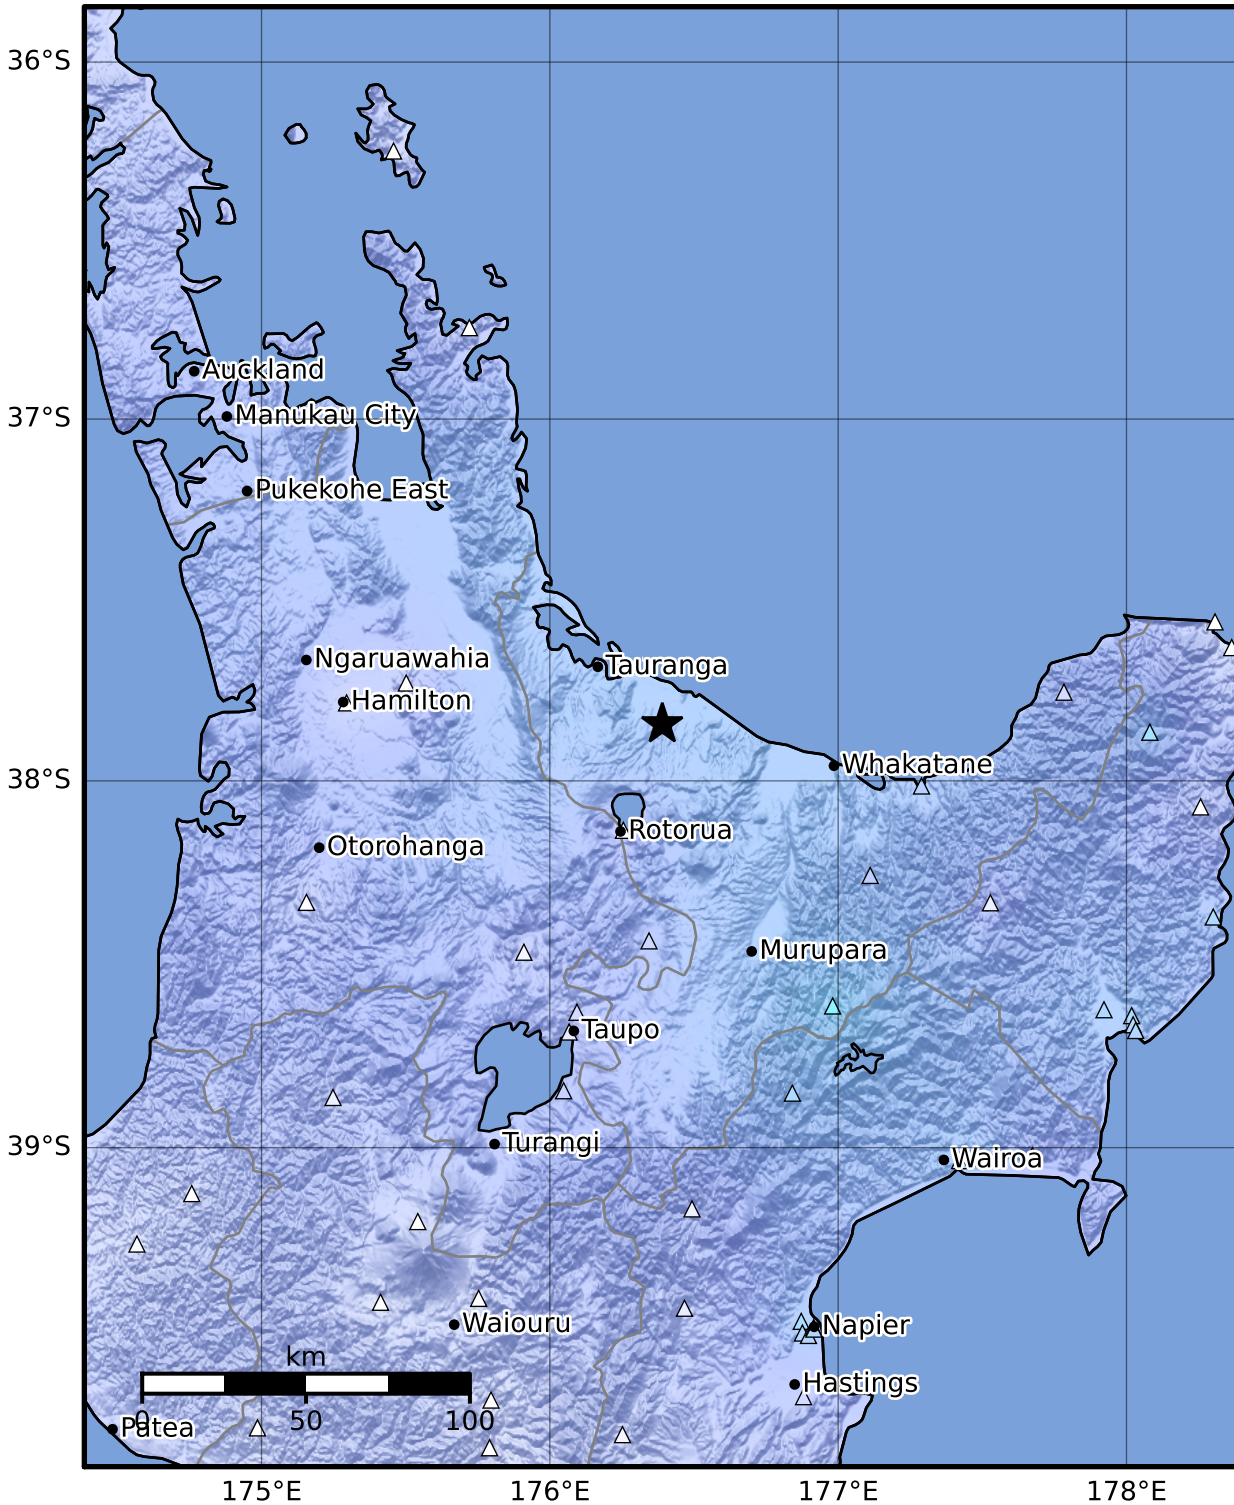 36°S
Auckland
37°S
Manukau City
Pukekohe East
Ngaruawahia
Tauranga
Hamilton
Whakatane
38°S
Rotorua
Otorohanga
Murupara
Taupo
39°S
Turangi
Wairoa
Waiouru
Napier
km
Hastings
0 50 100
Patea
175°E 176°E 177°E 178°E